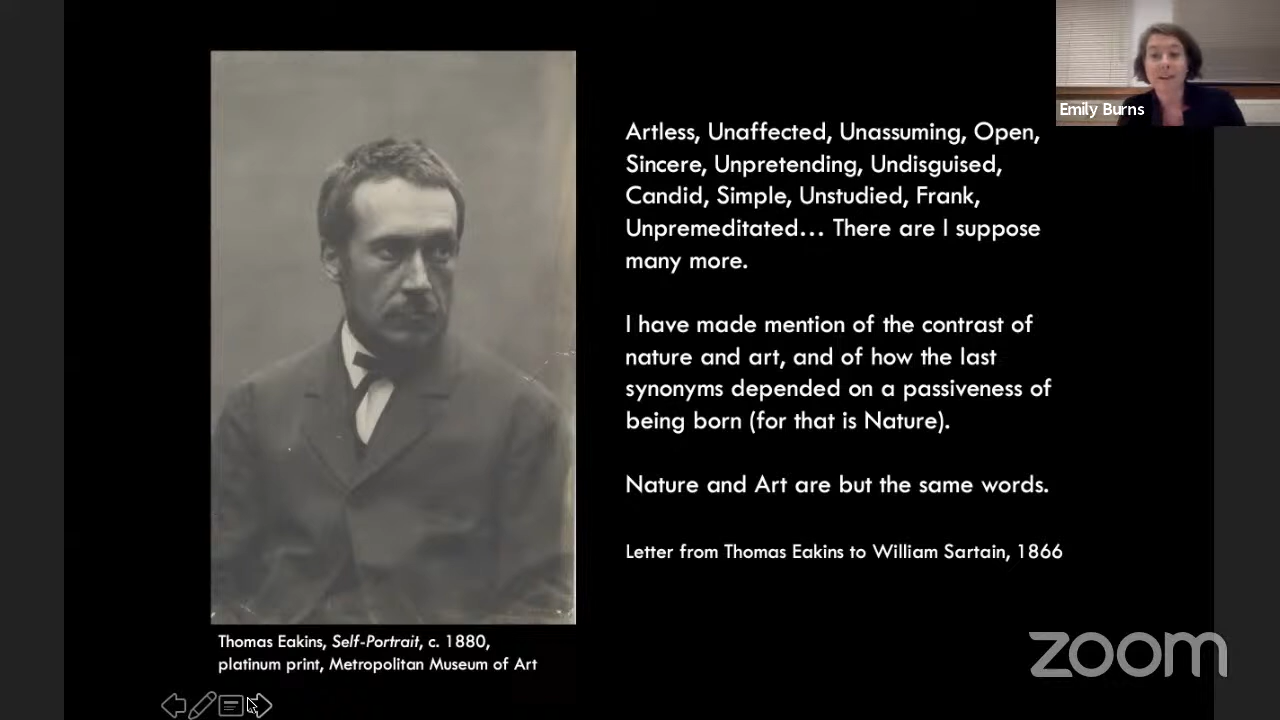 Emily Burns
Artless, Unaffected, Unassuming, Open,
Sincere, Unpretending, Undisguised,
Candid, Simple, Unstudied, Frank,
Unpremeditated… There are I suppose
many more.
I have made mention of the contrast of
nature and art, and of how the last
synonyms depended on a passiveness of
being born (for that is Nature).
Nature and Art are but the same words.
Letter from Thomas Eakins to William Sartain, 1866
Thomas Eakins, Self-Portrait, c. 1880,
platinum print, Metropolitan Museum of Art
zoom